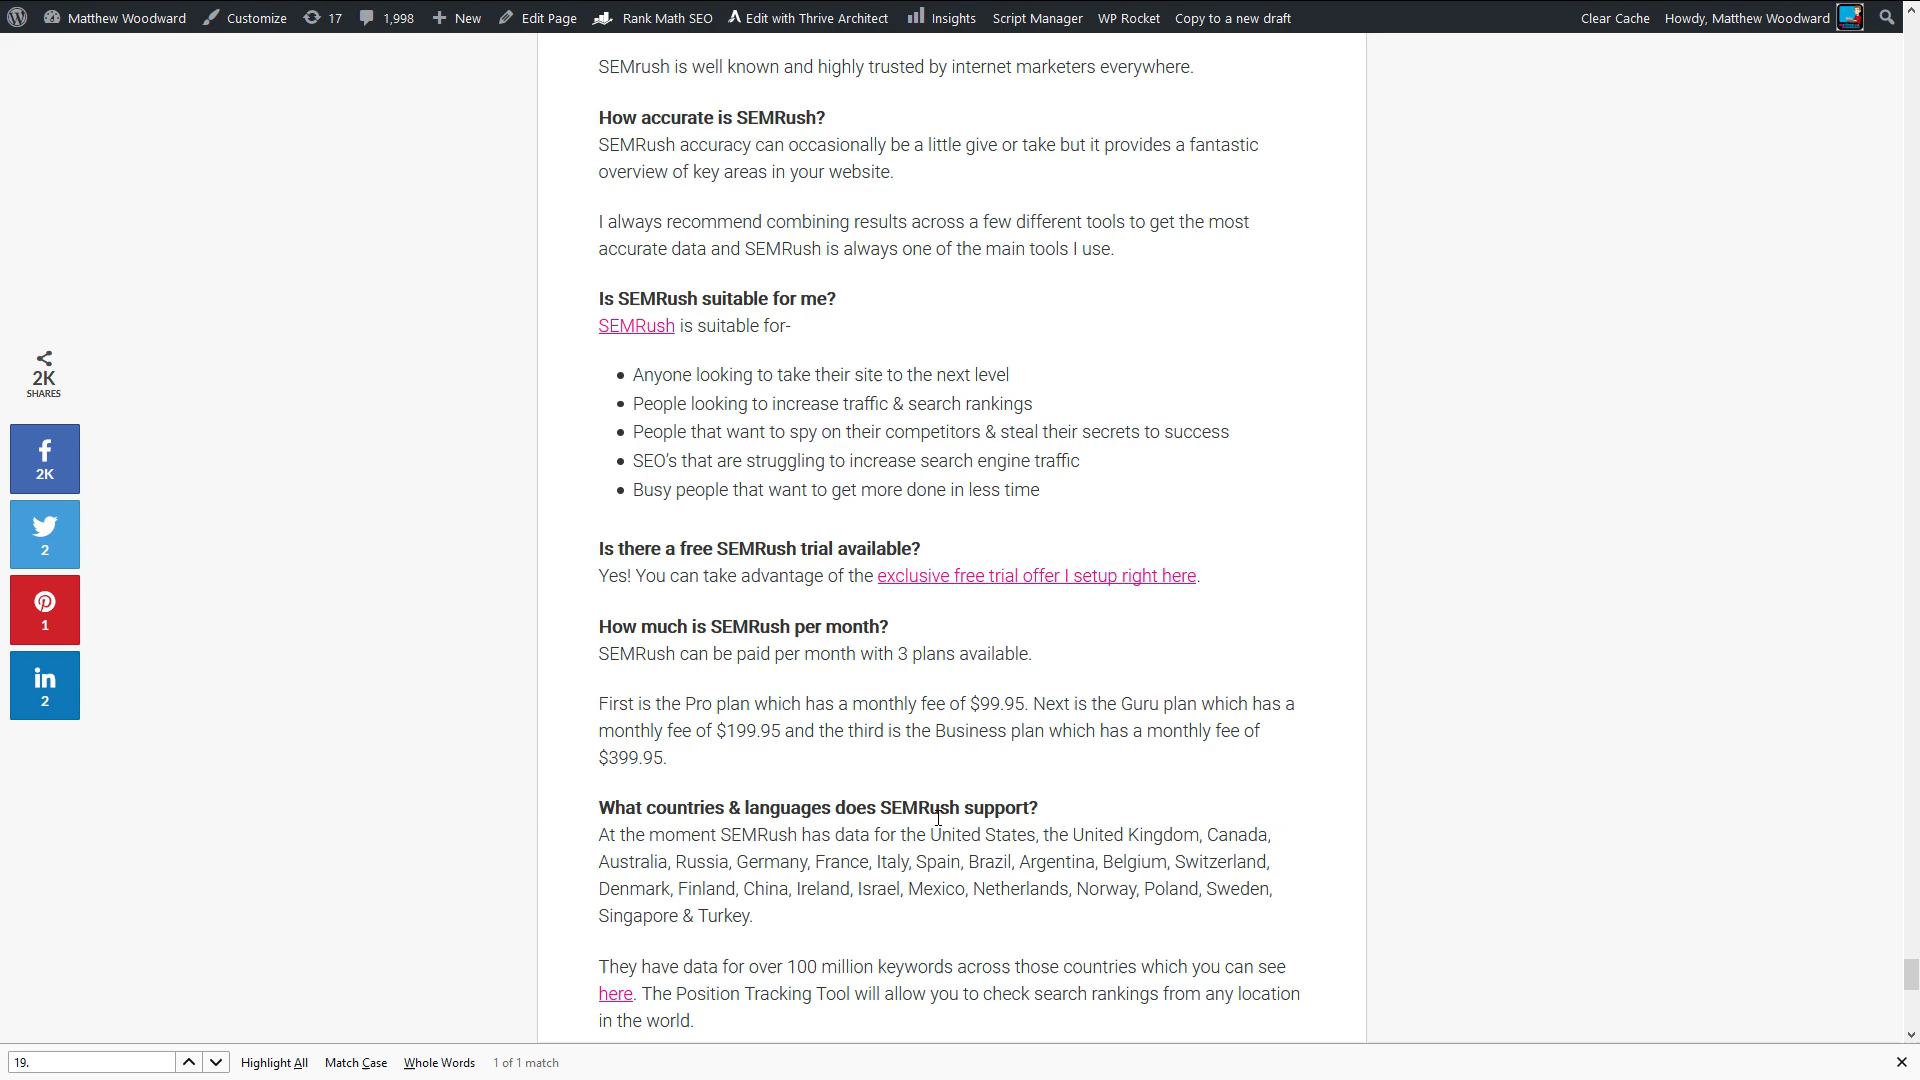 Matthew Woodward Customize 17 1,998 New Edit Page Rank Math SEO Edit with Thrive Architect Insights Script Manager WP Rocket Copy to a new draft Clear Cache Howdy, Matthew Woodward
SEMrush is well known and highly trusted by internet marketers everywhere.
How accurate is SEMRush?
SEMRush accuracy can occasionally be a little give or take but it provides a fantastic
overview of key areas in your website.
I always recommend combining results across a few different tools to get the most
accurate data and SEMRush is always one of the main tools I use.
Is SEMRush suitable for me?
SEMRush is suitable for-
Anyone looking to take their site to the next level
People looking to increase traffic & search rankings
People that want to spy on their competitors & steal their secrets to success
SEO's that are struggling to increase search engine traffic
Busy people that want to get more done in less time
2K
SHARES
2K
2
1
2
Is there a free SEMRush trial available?
Yes! You can take advantage of the exclusive free trial offer I setup right here.
How much is SEMRush per month?
SEMRush can be paid per month with 3 plans available.
First is the Pro plan which has a monthly fee of $99.95. Next is the Guru plan which has a
monthly fee of $199.95 and the third is the Business plan which has a monthly fee of
$399.95.
What countries & languages does SEMRush support?
At the moment SEMRush has data for the United States, the United Kingdom, Canada,
Australia, Russia, Germany, France, Italy, Spain, Brazil, Argentina, Belgium, Switzerland,
Denmark, Finland, China, Ireland, Israel, Mexico, Netherlands, Norway, Poland, Sweden,
Singapore & Turkey.
They have data for over 100 million keywords across those countries which you can see
here. The Position Tracking Tool will allow you to check search rankings from any location
in the world.
19. Highlight All Match Case Whole Words 1 of 1 match